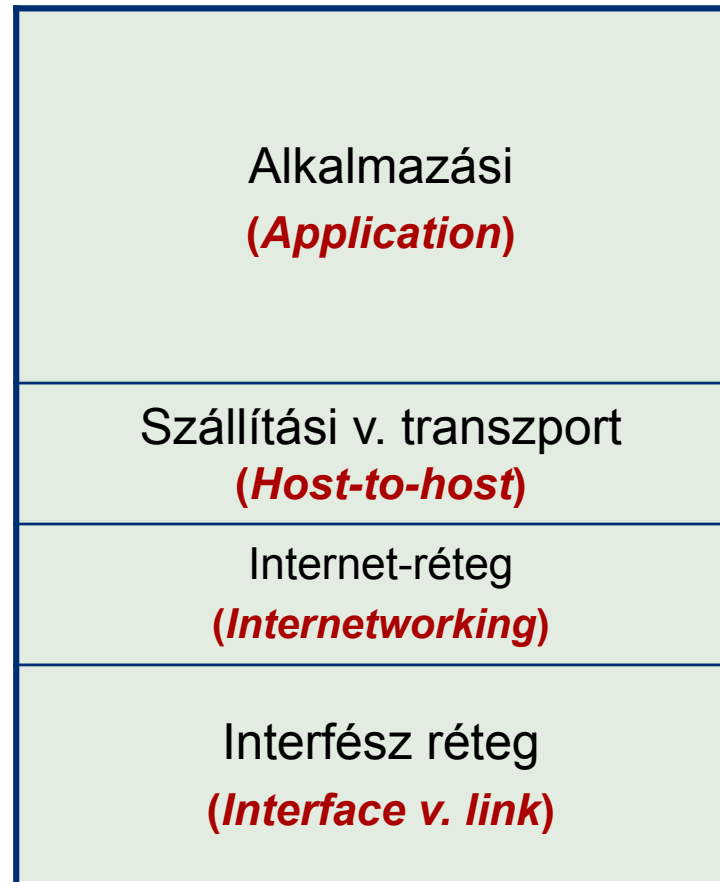 Alkalmazási
(Application)
Szállítási v. transzport
(Host-to-host)
Internet-réteg
(Internetworking)
Interfész réteg
(Interface v. link)